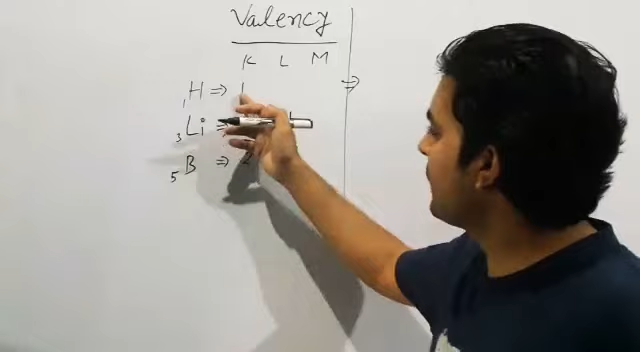 Valency
K L M
₁H ⇒ 1
₃Li ⇒
₅B ⇒ 2
⇒